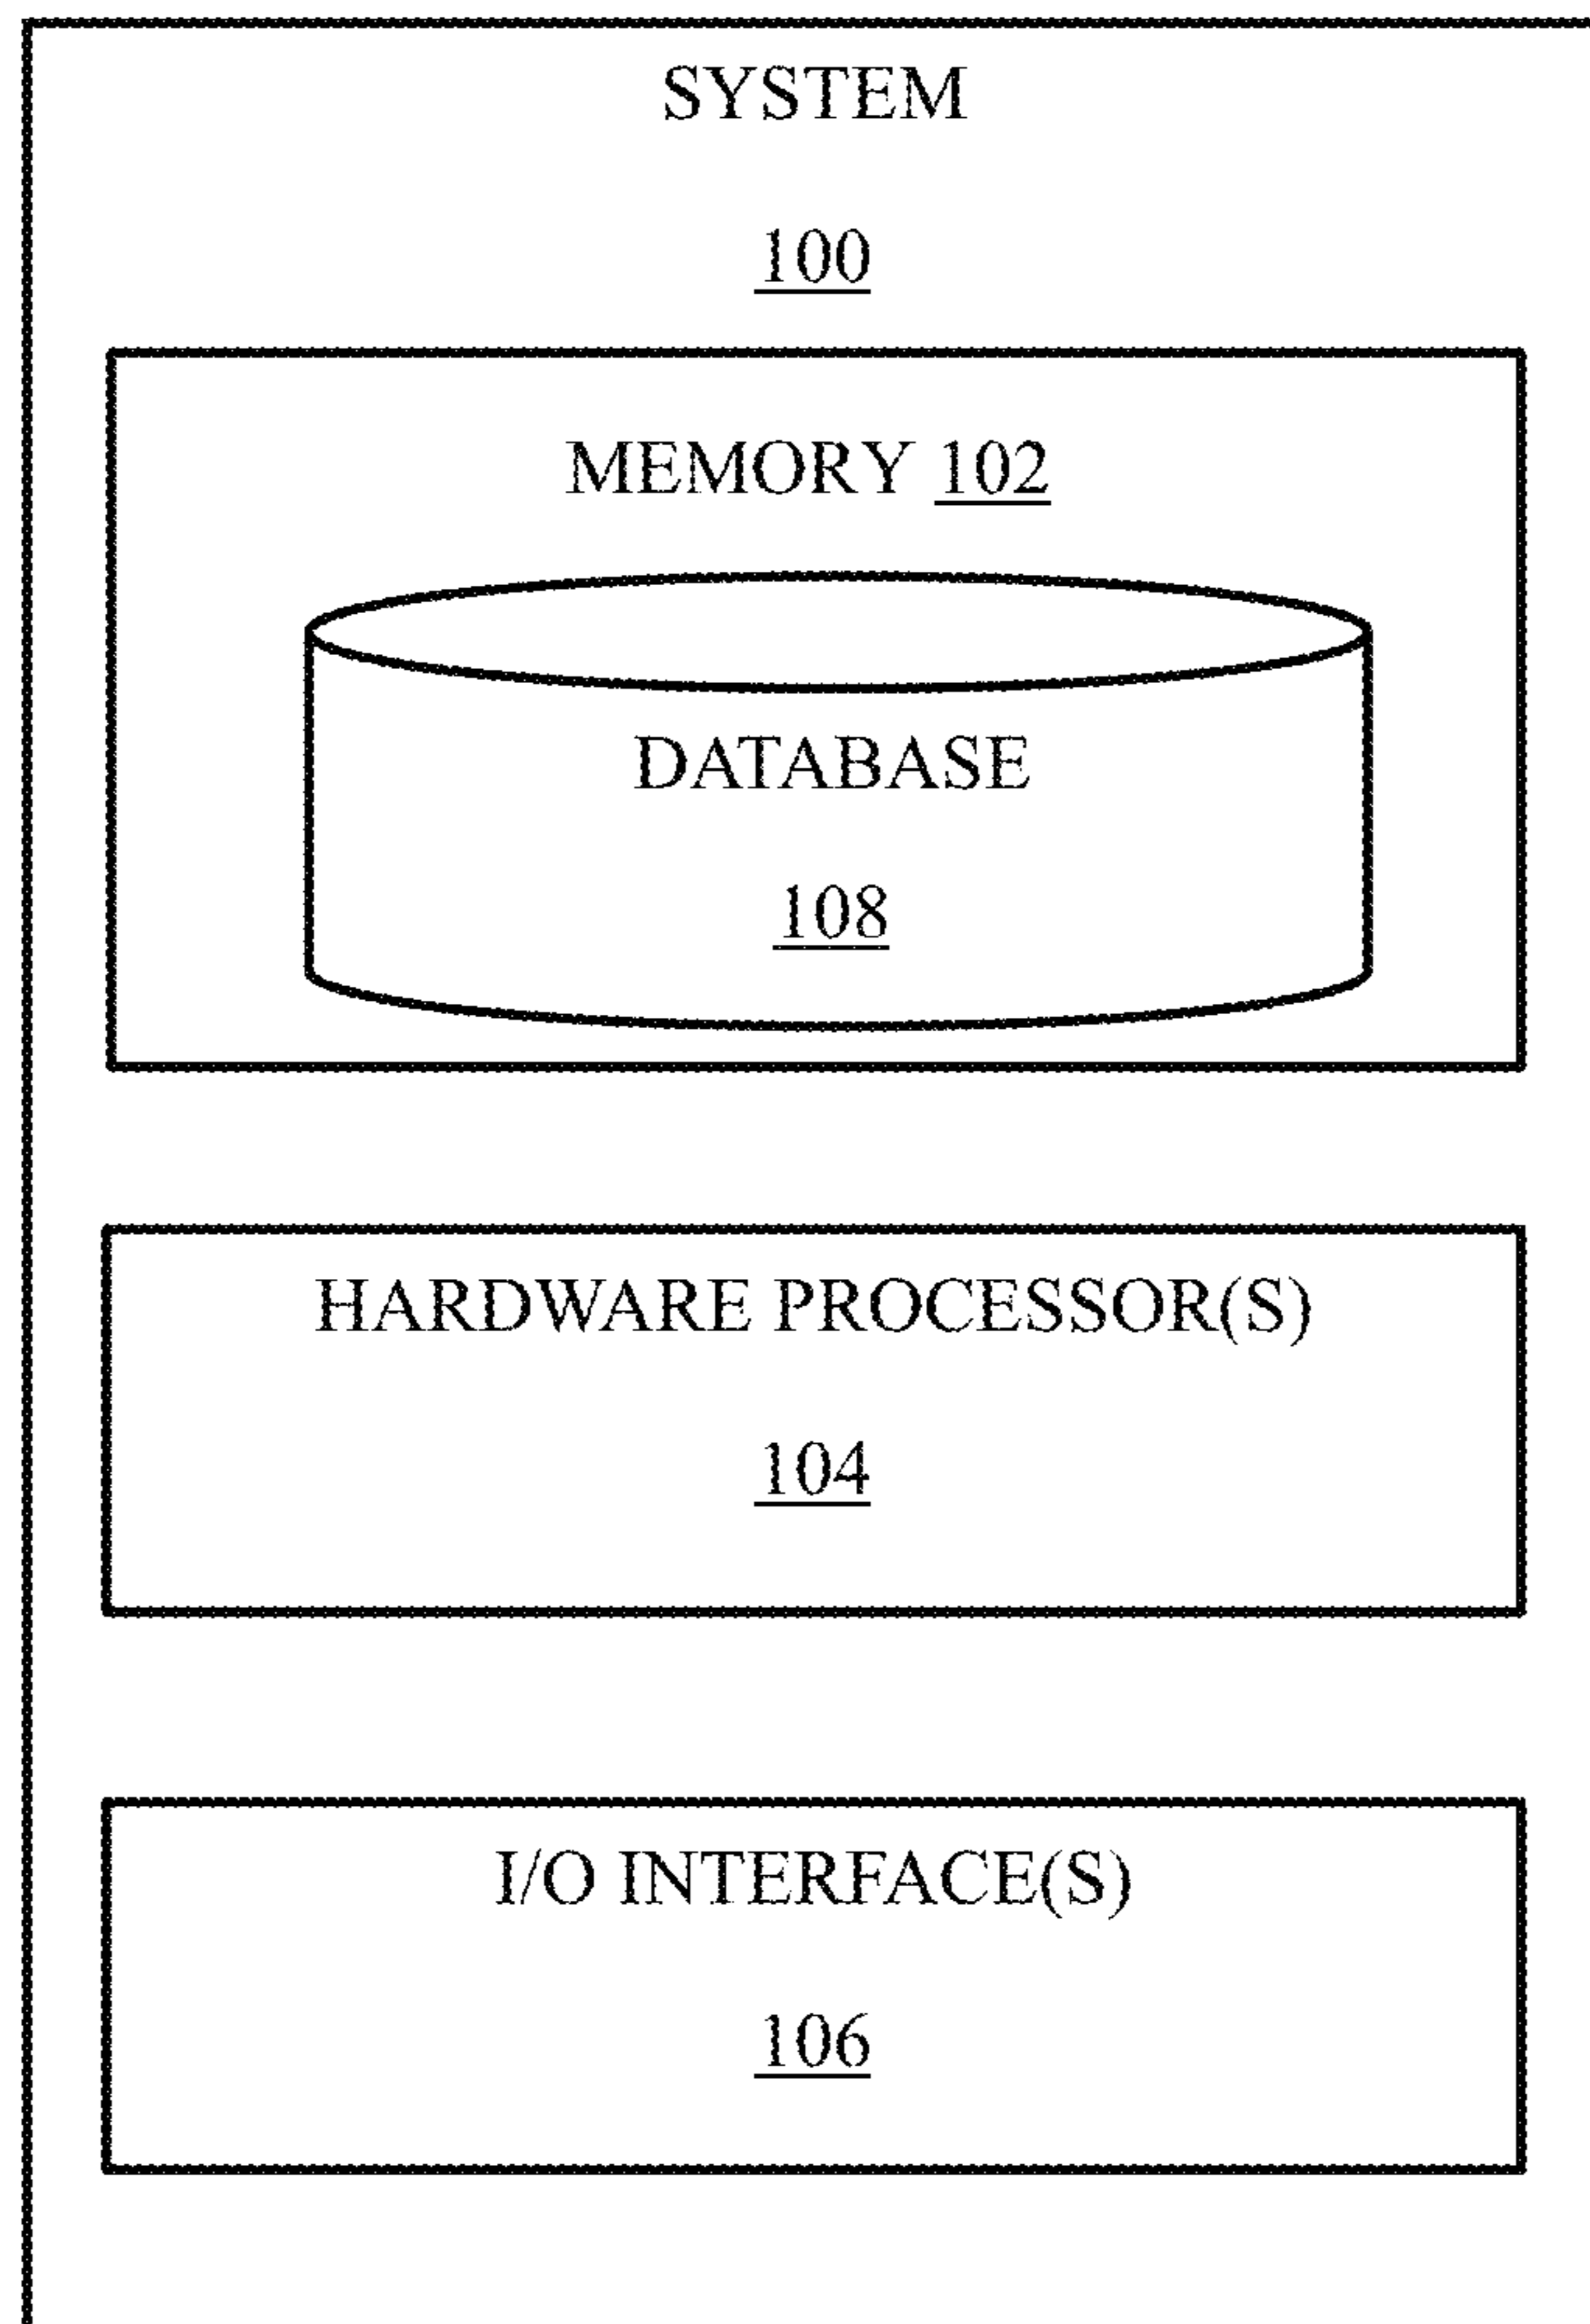 SYSTEM
100
MEMORY 102
DATABASE
108
HARDWARE PROCESSOR(S)
104
I/O INTERFACE(S)
106